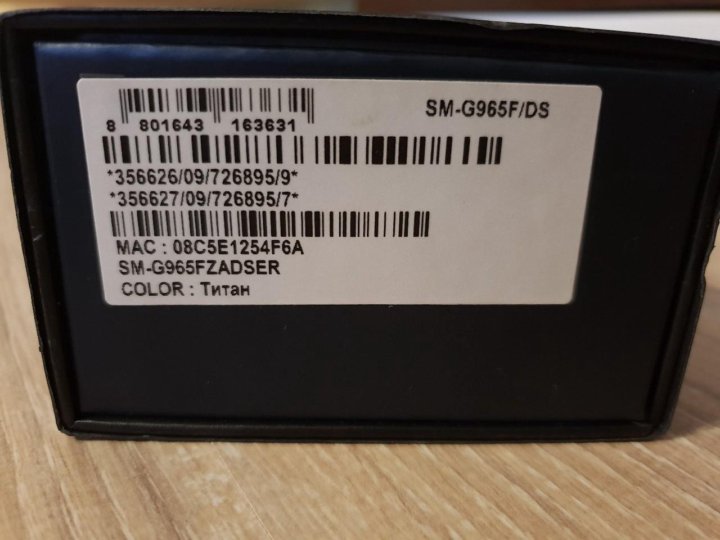 8 801643 163631
SM-G965F/DS
*356626/09/726895/9*
*356627/09/726895/7*
MAC : 08C5E1254F6A
SM-G965FZADSER
COLOR : Титан